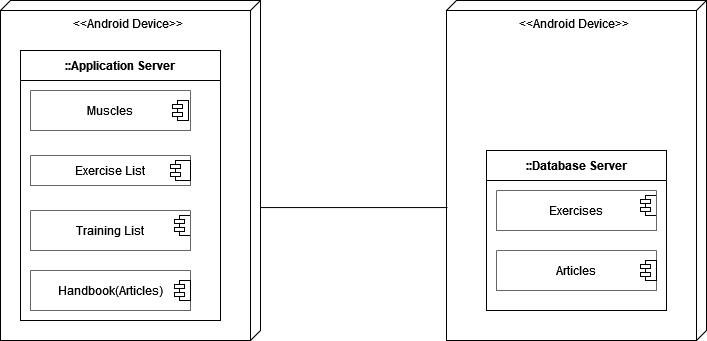 <<Android Device>>
::Application Server
Muscles
Exercise List
Training List
Handbook(Articles)
<<Android Device>>
::Database Server
Exercises
Articles